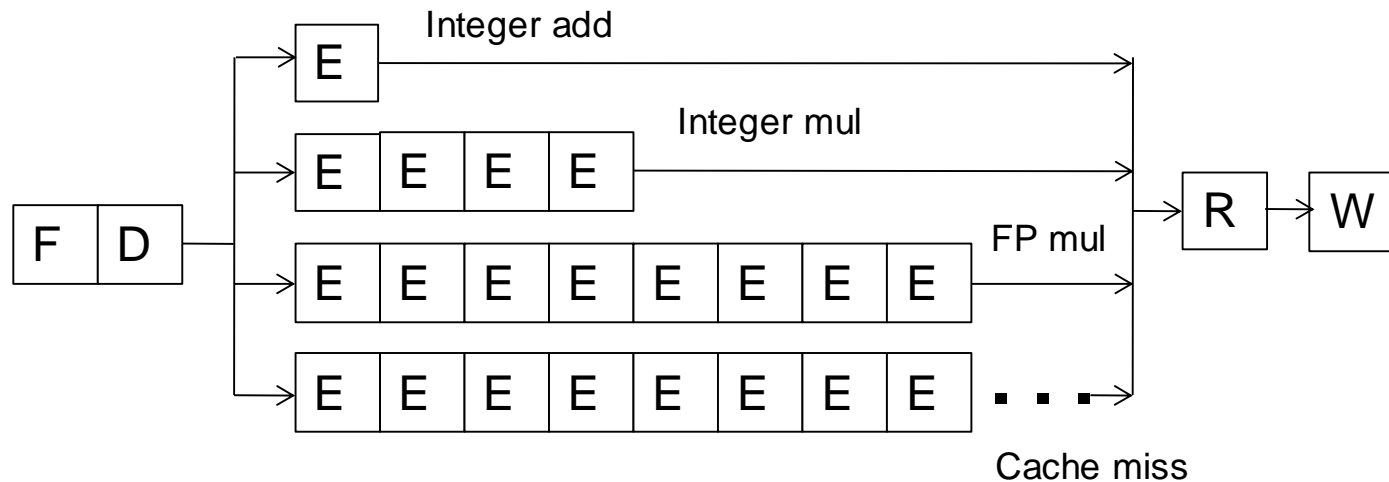 Integer add
E
Integer mul
E E E E
F D
R W
FP mul
E E E E E E E E
E E E E E E E E ...
Cache miss